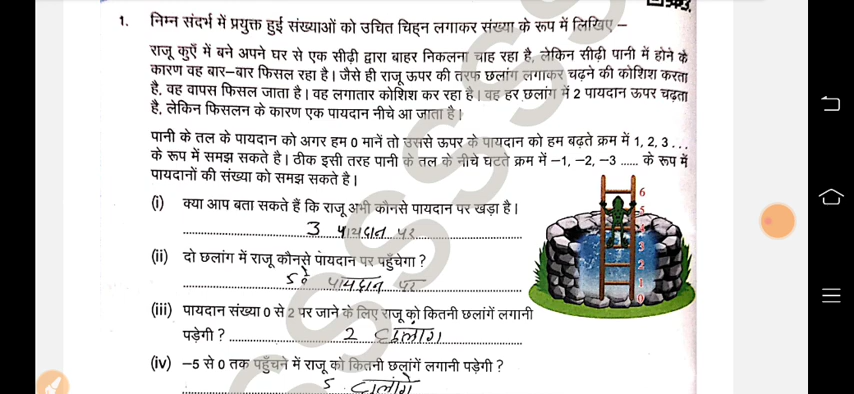 1. निम्न संदर्भ में प्रयुक्त हुई संख्याओं को उचित चिह्न लगाकर संख्या के रूप में लिखिए –
राजू कुएँ में बने अपने घर से एक सीढ़ी द्वारा बाहर निकलना चाह रहा है, लेकिन सीढ़ी पानी में होने के
कारण वह बार–बार फिसल रहा है। जैसे ही राजू ऊपर की तरफ छलांग लगाकर चढ़ने की कोशिश करता
है, वह वापस फिसल जाता है। वह लगातार कोशिश कर रहा है। वह हर छलांग में 2 पायदान ऊपर चढ़ता
है, लेकिन फिसलन के कारण एक पायदान नीचे आ जाता है।
पानी के तल के पायदान को अगर हम 0 मानें तो उससे ऊपर के पायदान को हम बढ़ते क्रम में 1, 2, 3 . . .
के रूप में समझ सकते है। ठीक इसी तरह पानी के तल के नीचे घटते क्रम में –1, –2, –3 ...... के रूप में
पायदानों की संख्या को समझ सकते है।
(i) क्या आप बता सकते हैं कि राजू अभी कौनसे पायदान पर खड़ा है।
3 पायदान पर
(ii) दो छलांग में राजू कौनसे पायदान पर पहुँचेगा ?
5 वे पायदान पर
(iii) पायदान संख्या 0 से 2 पर जाने के लिए राजू को कितनी छलांगें लगानी
पड़ेगी ? 2 छलांग
(iv) –5 से 0 तक पहुँचने में राजू को कितनी छलांगें लगानी पड़ेगी ?
5 छलांगे
6
5
4
3
2
1
0
SSSSSS